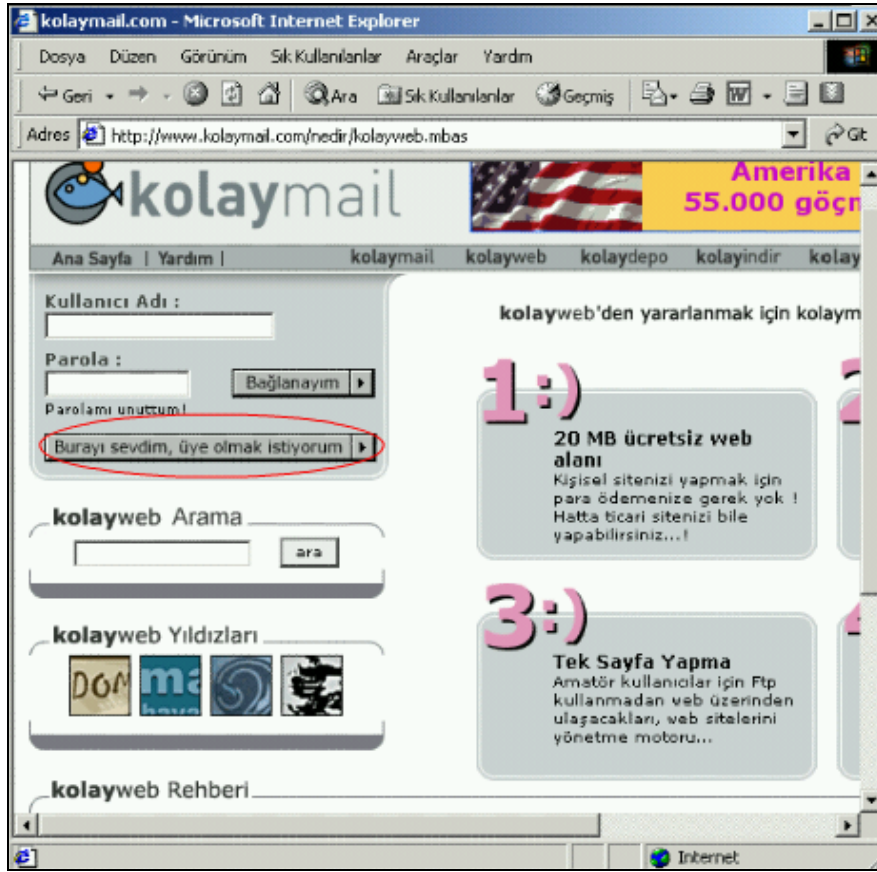 kolaymail.com - Microsoft Internet Explorer
Dosya Düzen Görünüm Sık Kullanılanlar Araçlar Yardım
Geri Ara Sık Kullanılanlar Geçmiş
Adres http://www.kolaymail.com/nedir/kolayweb.mbas Git
kolaymail
Amerika
55.000 göçn
Ana Sayfa | Yardım | kolaymail kolayweb kolaydepo kolayindir kolay
Kullanıcı Adı :
kolayweb'den yararlanmak için kolaym
Parola :
Bağlanayım
Parolamı unuttum!
Burayı sevdim, üye olmak istiyorum
1:)
20 MB ücretsiz web
alanı
Kişisel sitenizi yapmak için
para ödemenize gerek yok !
Hatta ticari sitenizi bile
yapabilirsiniz...!
kolayweb Arama
ara
kolayweb Yıldızları
DOM
ma
haya
3:)
Tek Sayfa Yapma
Amatör kullanıcılar için Ftp
kullanmadan web üzerinden
ulaşacakları, web sitelerini
yönetme motoru...
kolayweb Rehberi
Internet